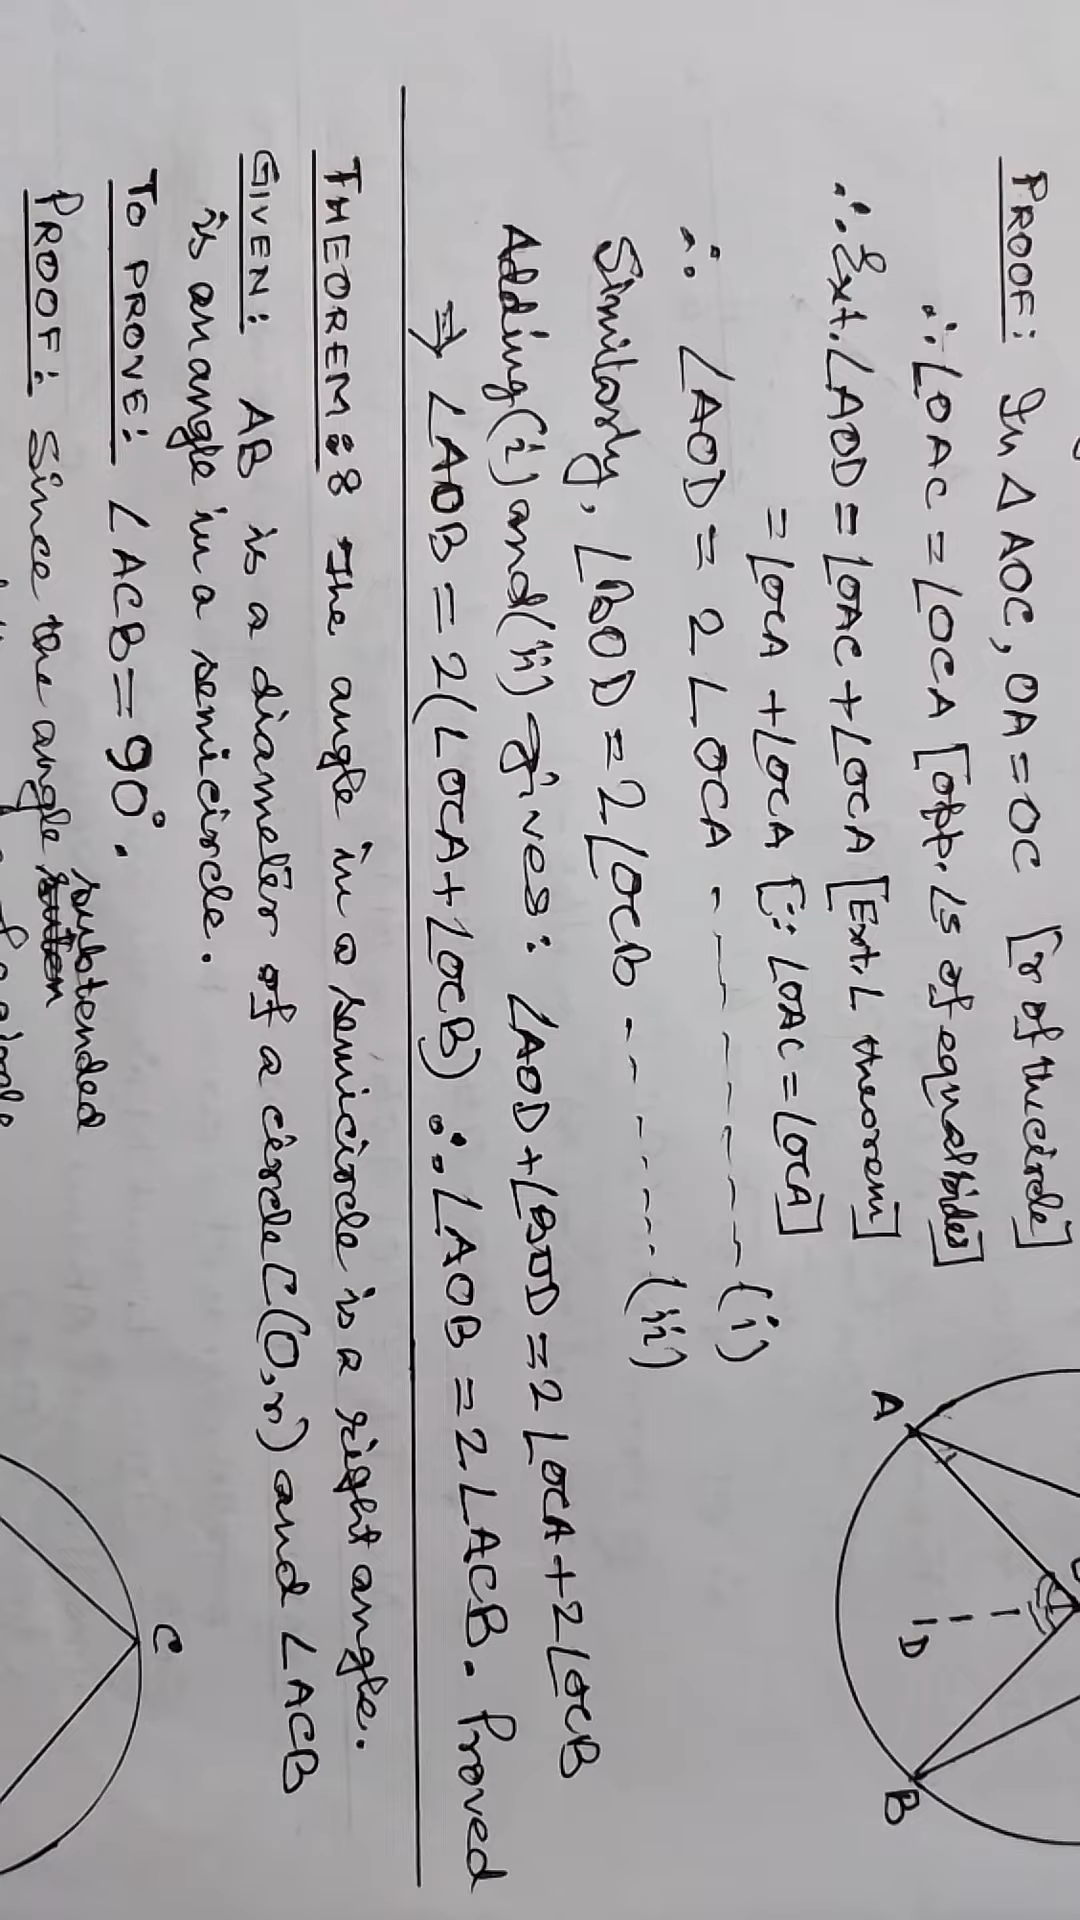 PROOF: In △ AOC, OA = OC [r of the circle]
∴ ∠OAC = ∠OCA [opp. ∠s of equal sides]
∴ Ext. ∠AOD = ∠OAC + ∠OCA [Ext. ∠ theorem]
= ∠OCA + ∠OCA [∵ ∠OAC = ∠OCA]
∴ ∠AOD = 2 ∠OCA - - - - - - - (i)
Similarly, ∠BOD = 2 ∠OCB - - - - - - (ii)
Adding (i) and (ii) gives: ∠AOD + ∠BOD = 2 ∠OCA + 2 ∠OCB
⇒ ∠AOB = 2(∠OCA + ∠OCB) ∴ ∠AOB = 2 ∠ACB. Proved
A
D
B
THEOREM: 8 The angle in a semicircle is a right angle.
GIVEN: AB is a diameter of a circle C(O, r) and ∠ACB
is an angle in a semicircle.
TO PROVE: ∠ACB = 90°.
PROOF: Since the angle subtended
C